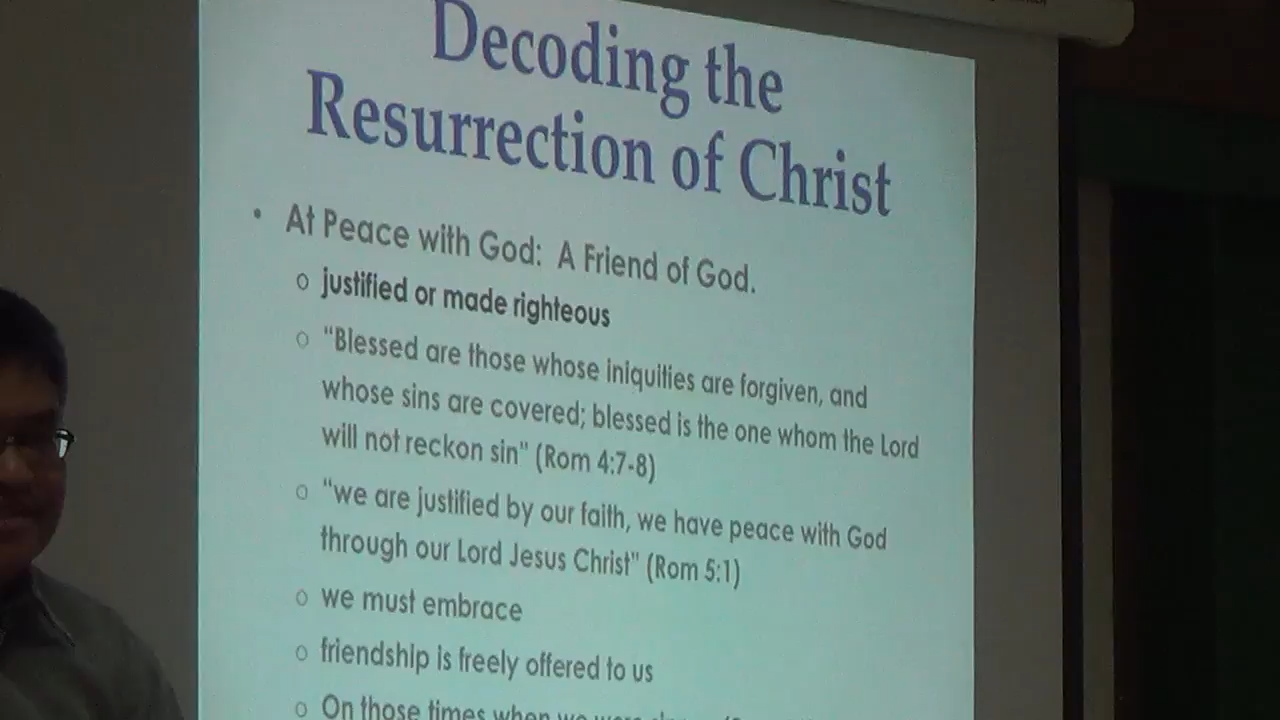 Decoding the
Resurrection of Christ
• At Peace with God: A Friend of God.
o justified or made righteous
o "Blessed are those whose iniquities are forgiven, and
whose sins are covered; blessed is the one whom the Lord
will not reckon sin" (Rom 4:7-8)
o "we are justified by our faith, we have peace with God
through our Lord Jesus Christ" (Rom 5:1)
o we must embrace
o friendship is freely offered to us
o On those times when we were